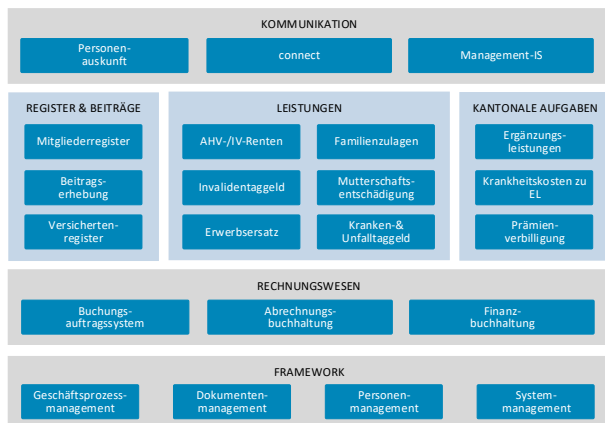 KOMMUNIKATION
Personen-
auskunft
connect
Management-IS
REGISTER & BEITRÄGE
Mitgliederregister
Beitrags-
erhebung
Versicherten-
register
LEISTUNGEN
AHV-/IV-Renten
Familienzulagen
Invalidentaggeld
Mutterschafts-
entschädigung
Erwerbsersatz
Kranken-&
Unfalltaggeld
KANTONALE AUFGABEN
Ergänzungs-
leistungen
Krankheitskosten zu
EL
Prämien-
verbilligung
RECHNUNGSWESEN
Buchungs-
auftragssystem
Abrechnungs-
buchhaltung
Finanz-
buchhaltung
FRAMEWORK
Geschäftsprozess-
management
Dokumenten-
management
Personen-
management
System-
management